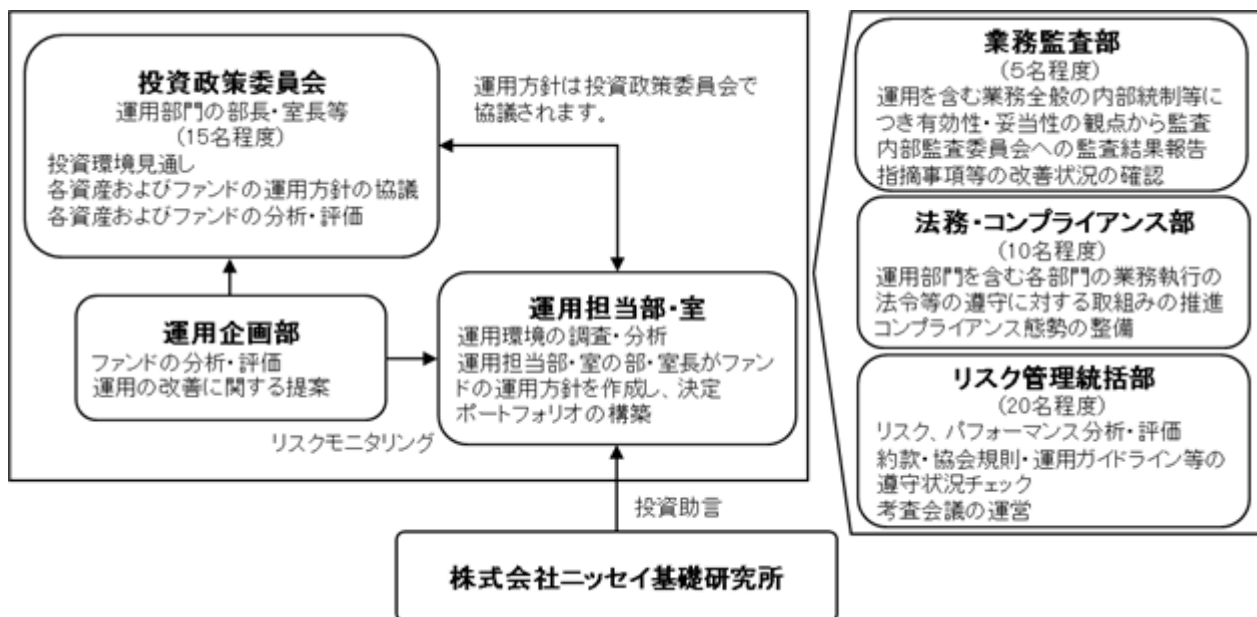 投資政策委員会
運用部門の部長・室長等
(15名程度)
投資環境見通し
各資産およびファンドの運用方針の協議
各資産およびファンドの分析・評価
運用方針は投資政策委員会で
協議されます。
運用企画部
ファンドの分析・評価
運用の改善に関する提案
リスクモニタリング
運用担当部・室
運用環境の調査・分析
運用担当部・室の部・室長がファン
ドの運用方針を作成し、決定
ポートフォリオの構築
投資助言
株式会社ニッセイ基礎研究所
業務監査部
(5名程度)
運用を含む業務全般の内部統制等に
つき有効性・妥当性の観点から監査
内部監査委員会への監査結果報告
指摘事項等の改善状況の確認
法務・コンプライアンス部
(10名程度)
運用部門を含む各部門の業務執行の
法令等の遵守に対する取組みの推進
コンプライアンス態勢の整備
リスク管理統括部
(20名程度)
リスク、パフォーマンス分析・評価
約款・協会規則・運用ガイドライン等の
遵守状況チェック
考査会議の運営